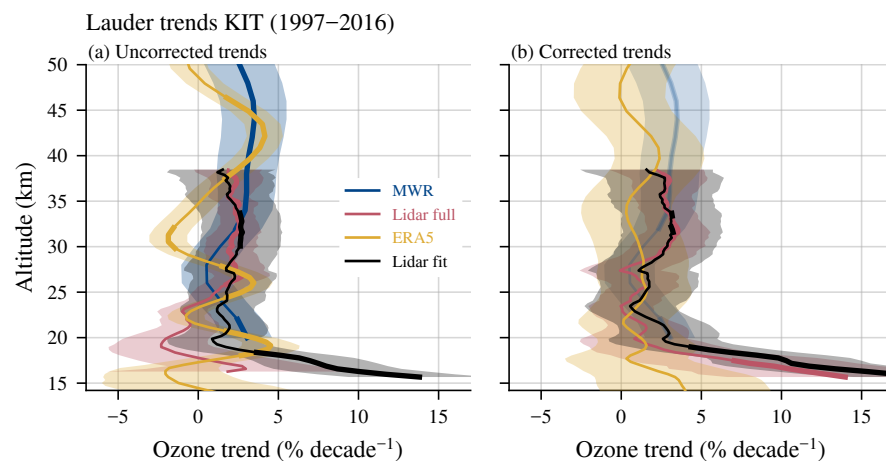 Lauder trends KIT (1997−2016)
(a) Uncorrected trends
(b) Corrected trends
50
45
40
35
30
25
20
15
Altitude (km)
MWR
Lidar full
ERA5
Lidar fit
−5
0
5
10
15
−5
0
5
10
15
Ozone trend (% decade⁻¹)
Ozone trend (% decade⁻¹)